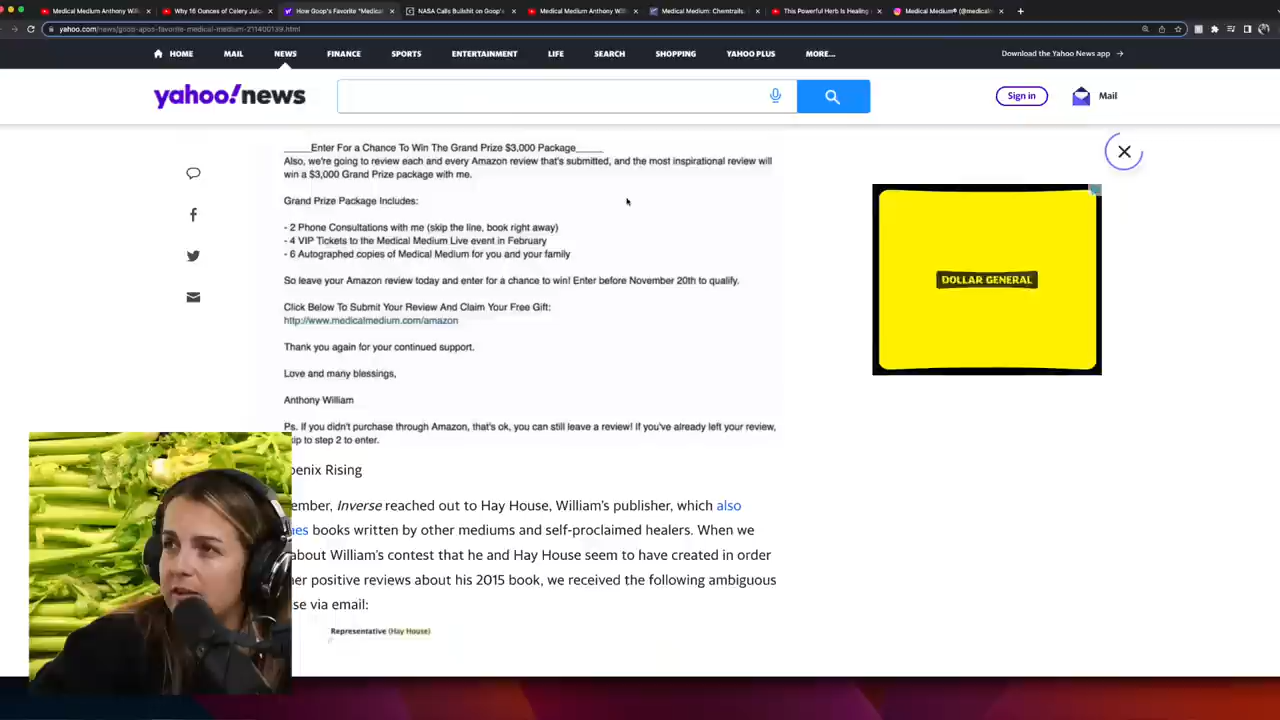 Medical Medium Anthony Wil
Why 16 Ounces of Celery Juic
How Goop's Favorite "Medical
NASA Calls Bullshit on Goop's
Medical Medium Anthony Wil
Medical Medium: Chemtrails
This Powerful Herb Is Healing
Medical Medium® (@medical
yahoo.com/news/goop-apos-favorite-medical-medium-211400139.html
HOME MAIL NEWS FINANCE SPORTS ENTERTAINMENT LIFE SEARCH SHOPPING YAHOO PLUS MORE... Download the Yahoo News app →
yahoo!news
Sign in
Mail
_____Enter For a Chance To Win The Grand Prize $3,000 Package_____
Also, we're going to review each and every Amazon review that's submitted, and the most inspirational review will
win a $3,000 Grand Prize package with me.
Grand Prize Package Includes:
- 2 Phone Consultations with me (skip the line, book right away)
- 4 VIP Tickets to the Medical Medium Live event in February
- 6 Autographed copies of Medical Medium for you and your family
So leave your Amazon review today and enter for a chance to win! Enter before November 20th to qualify.
Click Below To Submit Your Review And Claim Your Free Gift:
http://www.medicalmedium.com/amazon
Thank you again for your continued support.
Love and many blessings,
Anthony William
Ps. If you didn't purchase through Amazon, that's ok, you can still leave a review! If you've already left your review,
kip to step 2 to enter.
DOLLAR GENERAL
oenix Rising
ember, Inverse reached out to Hay House, William's publisher, which also
hes books written by other mediums and self-proclaimed healers. When we
about William's contest that he and Hay House seem to have created in order
her positive reviews about his 2015 book, we received the following ambiguous
se via email:
Representative (Hay House)